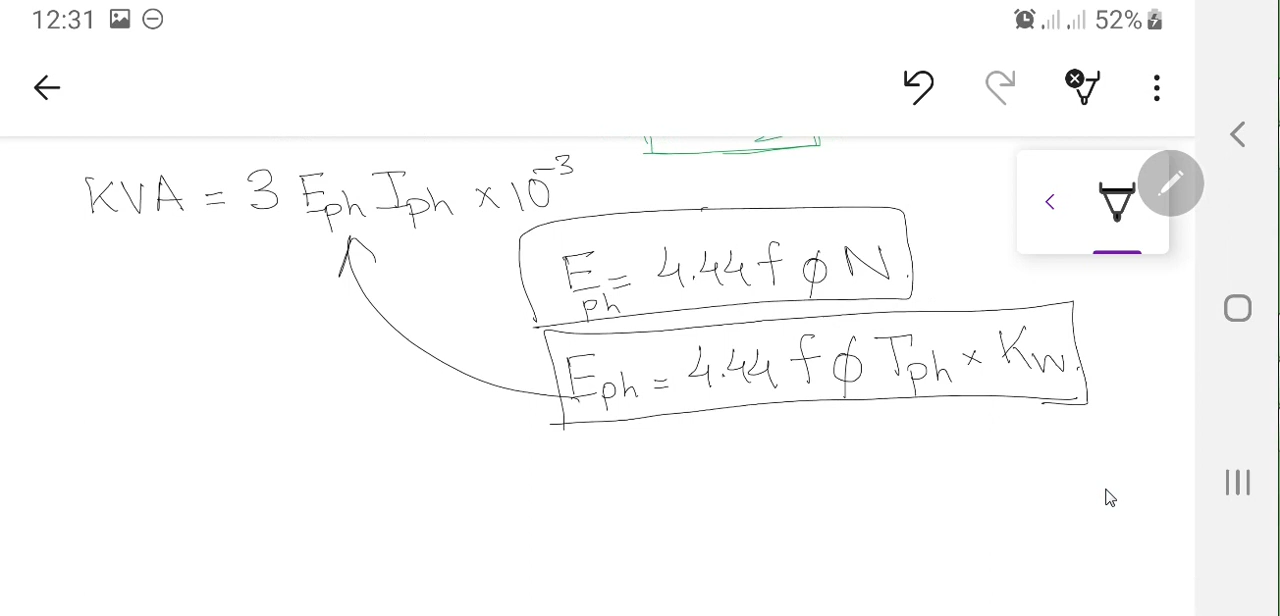 12:31 52%
KVA = 3 Eph Iph × 10⁻³
Eph = 4.44 f φ N.
Eph = 4.44 f φ Tph × Kw.